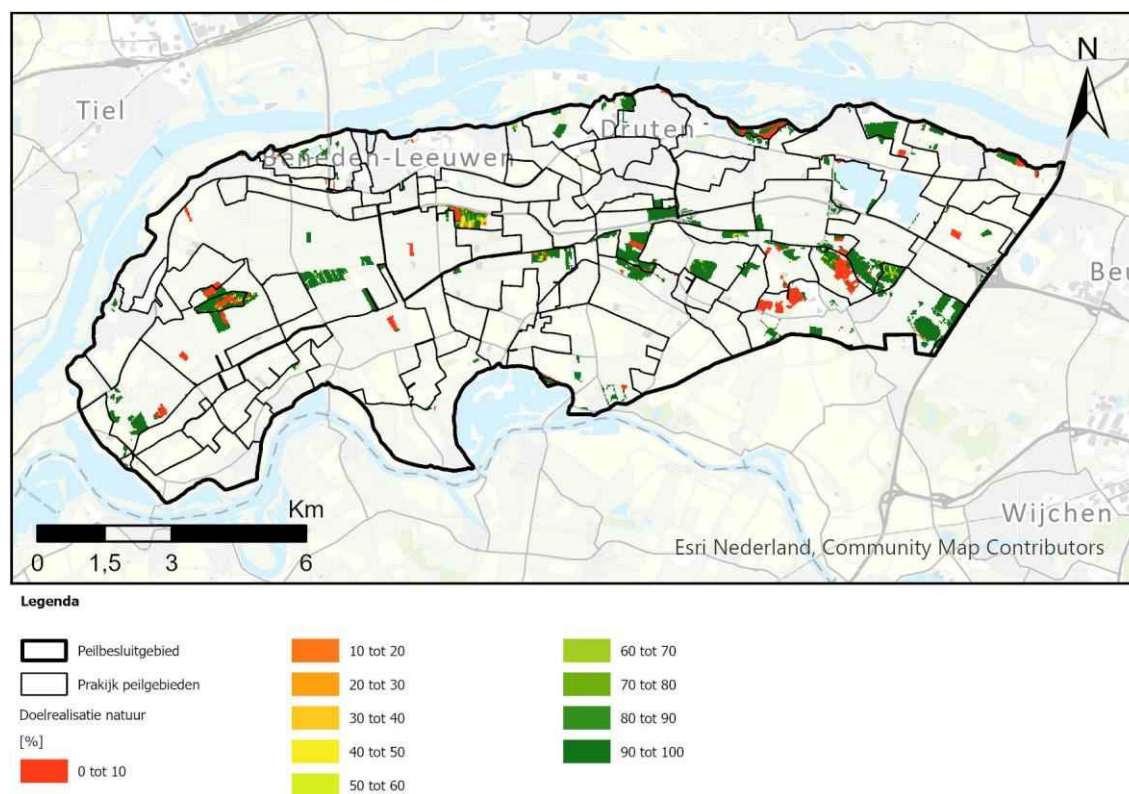 N
Tiel
Druten
Beneden-Leeuwen
Beu
Wijchen
Km
0 1,5 3 6
Esri Nederland, Community Map Contributors
Legenda
Peilbesluitgebied
Prakijk peilgebieden
Doelrealisatie natuur
[%]
0 tot 10
10 tot 20
20 tot 30
30 tot 40
40 tot 50
50 tot 60
60 tot 70
70 tot 80
80 tot 90
90 tot 100